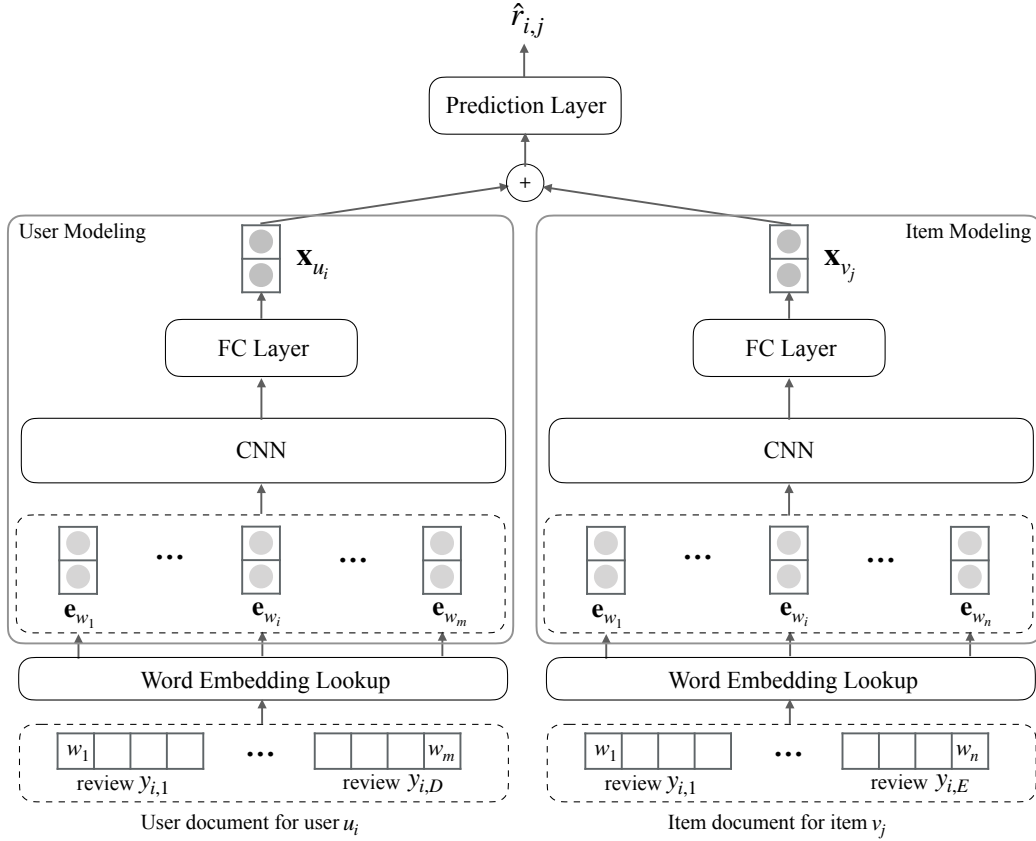 r̂_{i,j}
Prediction Layer
+
User Modeling
x_{u_i}
FC Layer
CNN
... ...
e_{w_1} e_{w_i} e_{w_m}
Word Embedding Lookup
w_1 ... w_m
review y_{i,1} review y_{i,D}
User document for user u_i
Item Modeling
x_{v_j}
FC Layer
CNN
... ...
e_{w_1} e_{w_i} e_{w_n}
Word Embedding Lookup
w_1 ... w_n
review y_{i,1} review y_{i,E}
Item document for item v_j